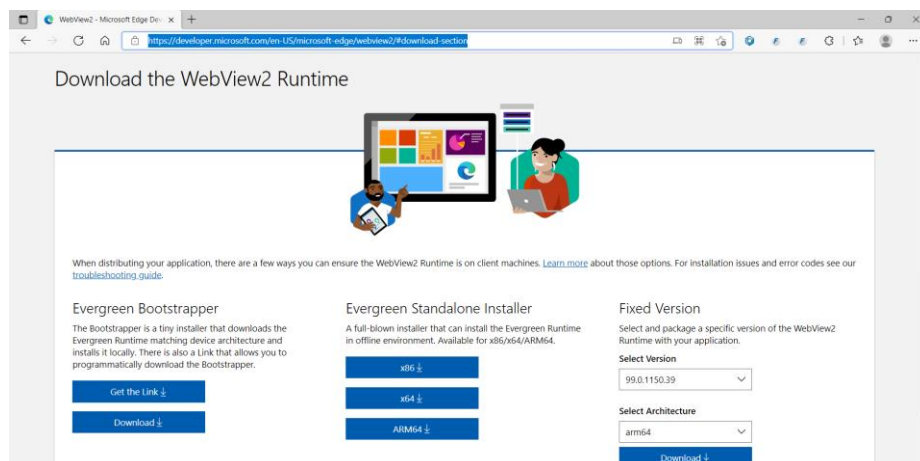 WebView2 - Microsoft Edge Dev
https://developer.microsoft.com/en-US/microsoft-edge/webview2/#download-section
Download the WebView2 Runtime
When distributing your application, there are a few ways you can ensure the WebView2 Runtime is on client machines. Learn more about those options. For installation issues and error codes see our
troubleshooting guide.
Evergreen Bootstrapper
The Bootstrapper is a tiny installer that downloads the
Evergreen Runtime matching device architecture and
installs it locally. There is also a Link that allows you to
programmatically download the Bootstrapper.
Get the Link
Download
Evergreen Standalone Installer
A full-blown installer that can install the Evergreen Runtime
in offline environment. Available for x86/x64/ARM64.
x86
x64
ARM64
Fixed Version
Select and package a specific version of the WebView2
Runtime with your application.
Select Version
99.0.1150.39
Select Architecture
arm64
Download